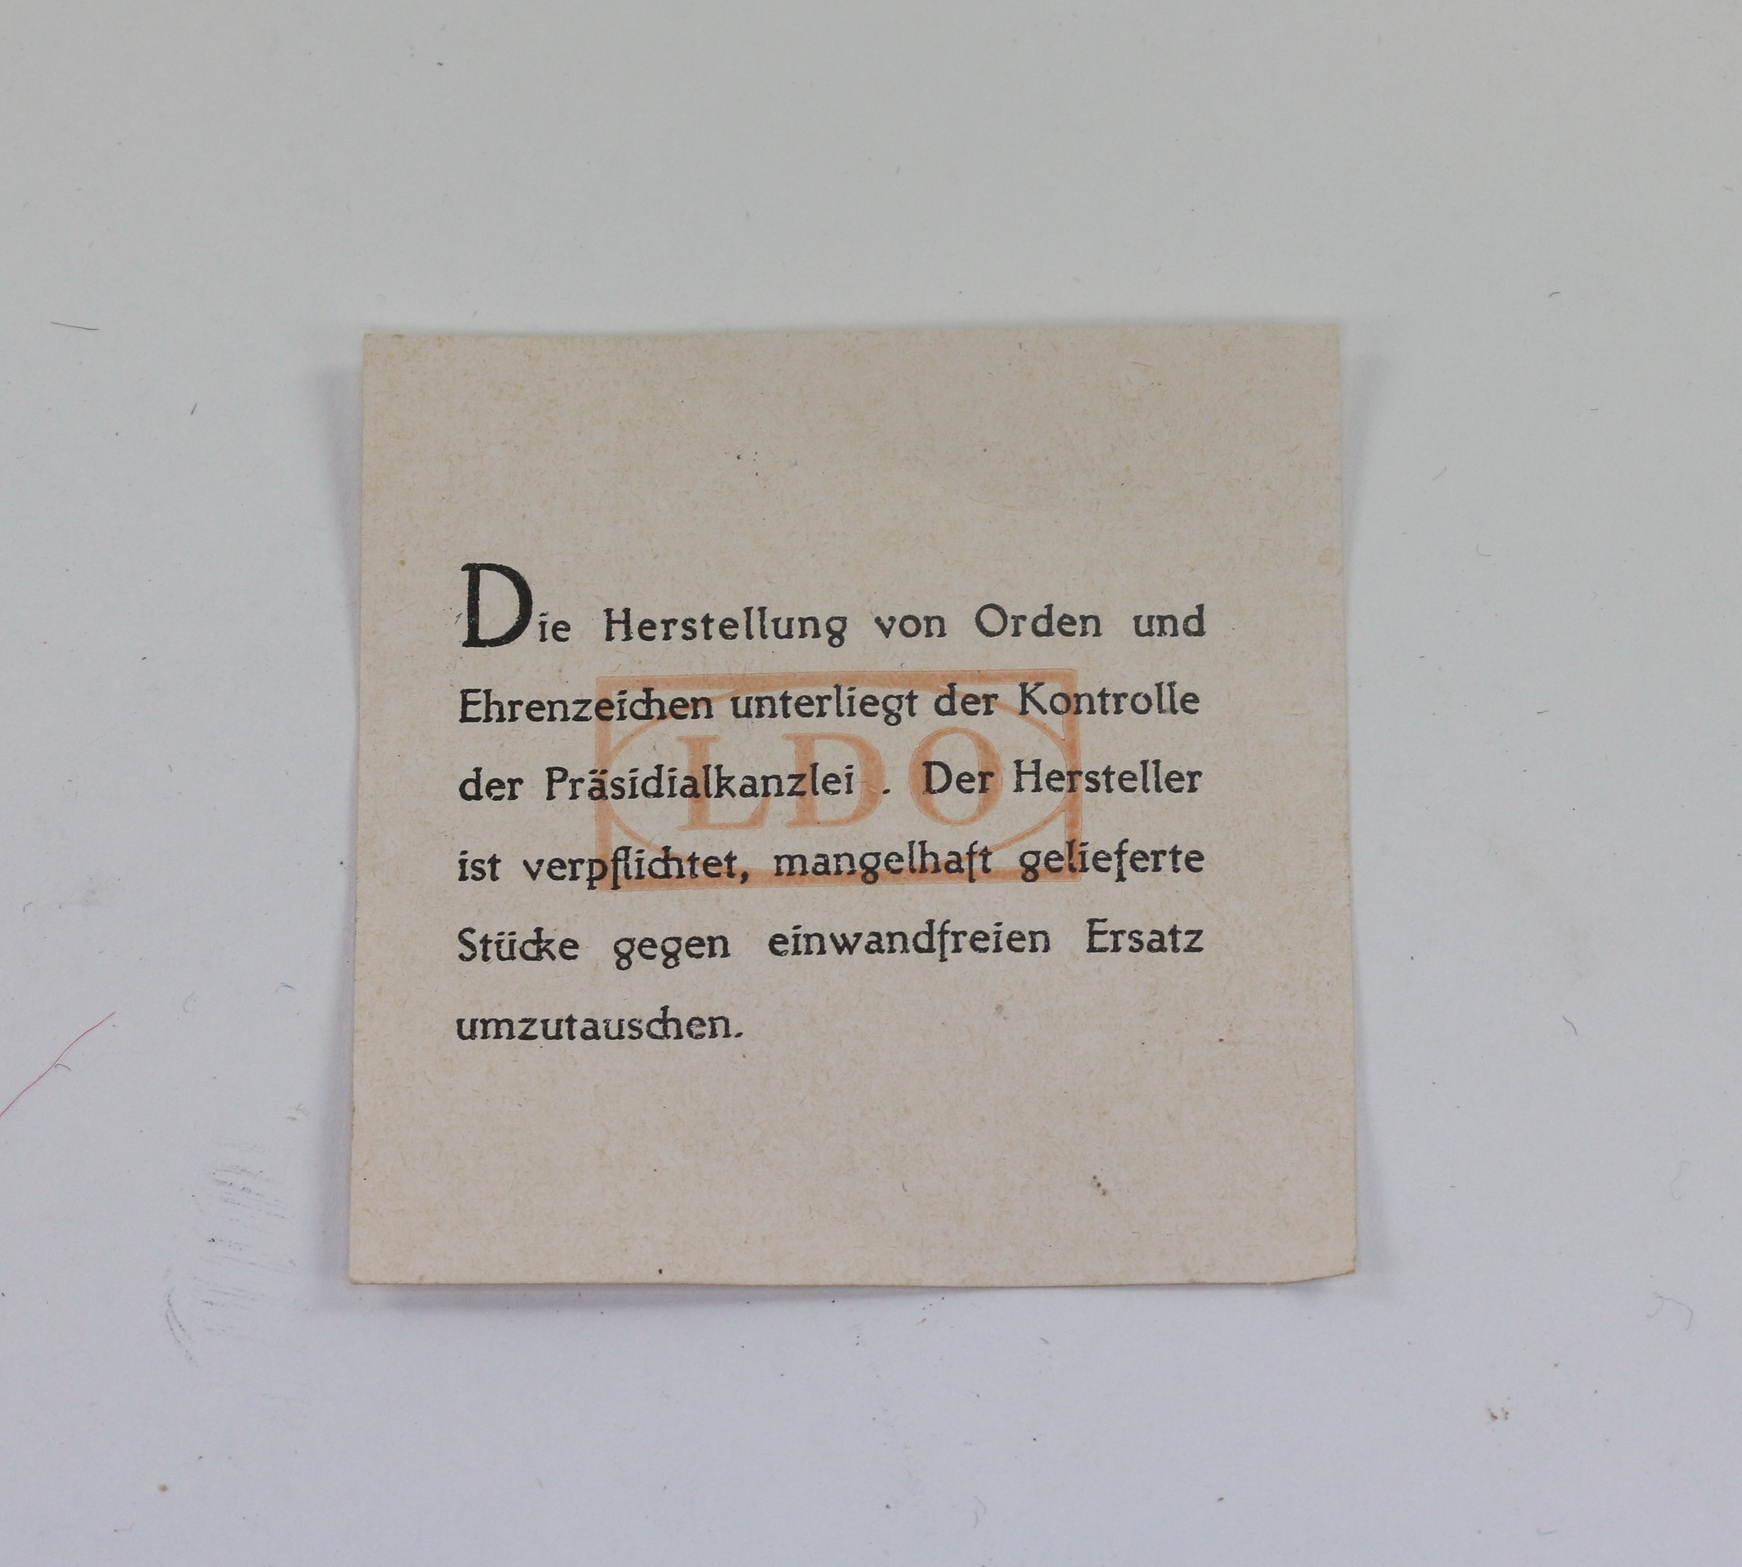 Die Herstellung von Orden und
Ehrenzeichen unterliegt der Kontrolle
LDO
der Präsidialkanzlei . Der Hersteller
ist verpflichtet, mangelhaft gelieferte
Stücke gegen einwandfreien Ersatz
umzutauschen.